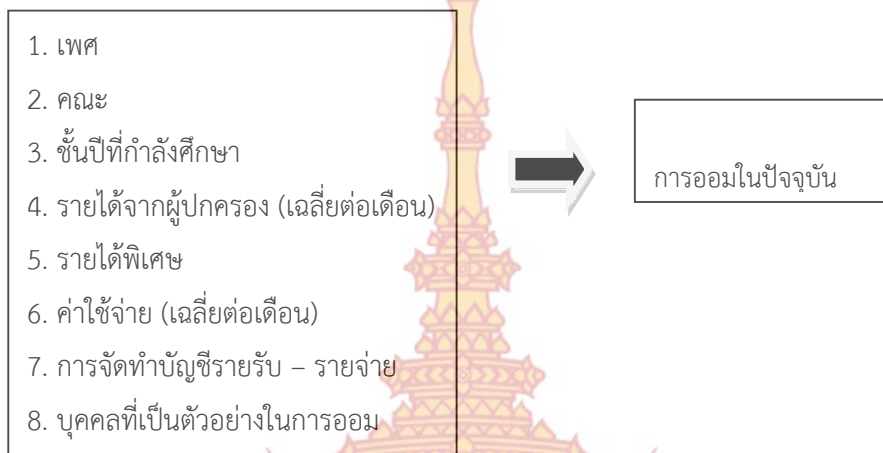 1. เพศ
2. คณะ
3. ชั้นปีที่กำลังศึกษา
4. รายได้จากผู้ปกครอง (เฉลี่ยต่อเดือน)
5. รายได้พิเศษ
6. ค่าใช้จ่าย (เฉลี่ยต่อเดือน)
7. การจัดทำบัญชีรายรับ – รายจ่าย
8. บุคคลที่เป็นตัวอย่างในการออม
การออมในปัจจุบัน